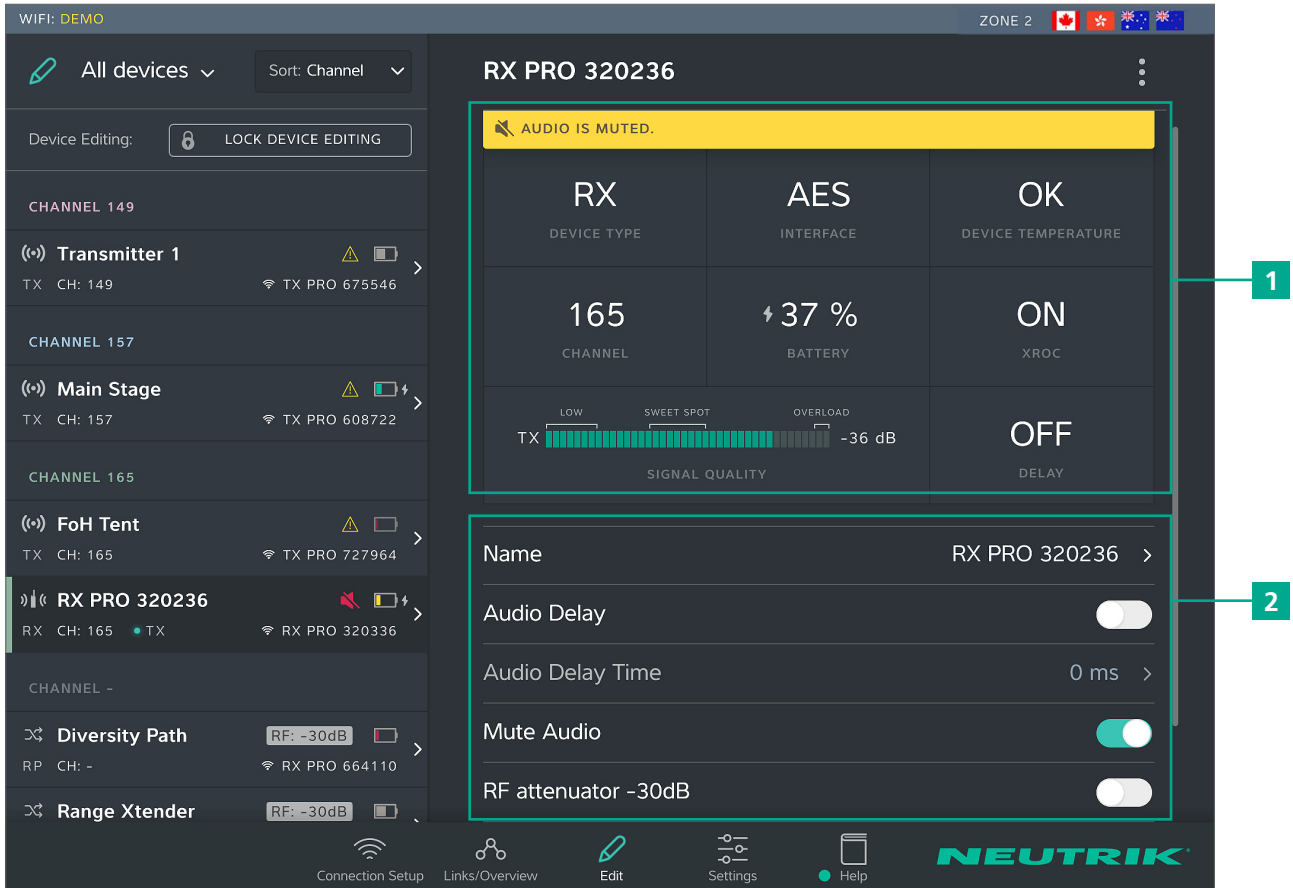 WIFI: DEMO
ZONE 2
All devices
Sort: Channel
Device Editing:
LOCK DEVICE EDITING
CHANNEL 149
Transmitter 1
TX CH: 149
TX PRO 675546
CHANNEL 157
Main Stage
TX CH: 157
TX PRO 608722
CHANNEL 165
FoH Tent
TX CH: 165
TX PRO 727964
RX PRO 320236
RX CH: 165 TX
RX PRO 320336
CHANNEL -
Diversity Path
RF: -30dB
RP CH: -
RX PRO 664110
Range Xtender
RF: -30dB
RX PRO 320236
AUDIO IS MUTED.
RX
DEVICE TYPE
AES
INTERFACE
OK
DEVICE TEMPERATURE
165
CHANNEL
37 %
BATTERY
ON
XROC
LOW SWEET SPOT OVERLOAD
TX -36 dB
SIGNAL QUALITY
OFF
DELAY
1
Name RX PRO 320236
Audio Delay
Audio Delay Time 0 ms
Mute Audio
RF attenuator -30dB
2
Connection Setup
Links/Overview
Edit
Settings
Help
NEUTRIK